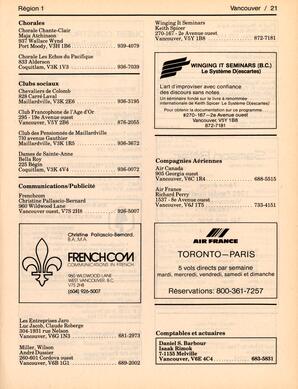 Région 1
Vancouver / 21
Chorales
Chorale Chante-Clair
Maja Aichinson
937 Wallace Wynd
Port Moody, V3H 1B6 939-4079
Chorale Les Echos du Pacifique
833 Alderson
Coquitlam, V3K 1V3 936-7039
Clubs sociaux
Chevaliers de Colomb
828 Carré Laval
Maillardville, V3K 2E6 936-3195
Club Francophone de l'Age d'Or
295 - 19e Avenue ouest
Vancouver, V5Y 2B6 876-2055
Club des Pensionnés de Maillardville
710 avenue Gauthier
Maillardville, V3K 1R5 936-3672
Dames de Sainte-Anne
Bella Roy
225 Bégin
Coquitlam, V3K 4V4 936-0072
Communications/Publicité
Frenchcom
Christine Pallascio-Bernard
960 Wildwood Lane
Vancouver ouest, V7S 2H8 926-5007
Christine Pallascio-Bernard,
B.A., M.A.
FRENCHCOM
COMMUNICATIONS IN FRENCH
960 WILDWOOD LANE
WEST VANCOUVER, B.C.
V7S 2H8
(604) 926-5007
Les Entreprises Jaro
Luc Jacob, Claude Roberge
304-1931 rue Nelson
Vancouver, V6G 1N3 681-2973
Miller, Wilson
André Dussier
260-601 Cordova ouest
Vancouver, V6B 1G1 689-2002
Winging It Seminars
Keith Spicer
270-167 - 2e Avenue ouest
Vancouver, V5Y 1B8 872-7181
WINGING IT SEMINARS (B.C.)
Le Système D(escartes)
L'art d'improviser avec confiance
des discours sans notes
Un séminaire fondé sur le livre à renommée
internationale de Keith Spicer Le Système D(escartes)
Pour obtenir la documentation sur ce programme
#270-167—2e Avenue ouest
Vancouver V5Y 1B8
872-7181
Compagnies Aériennes
Air Canada
905 Georgia ouest
Vancouver, V6C 1R4 688-5515
Air France
Richard Perry
1537 - 8e Avenue ouest
Vancouver, V6J 1T5 733-4151
AIR FRANCE
TORONTO–PARIS
5 vols directs par semaine
mardi, mercredi, vendredi, samedi et dimanche
Réservations: 800-361-7257
Comptables et actuaires
Daniel S. Barbour
Isaak Rimok
7-1155 Melville
Vancouver, V6E 4C4 683-5831